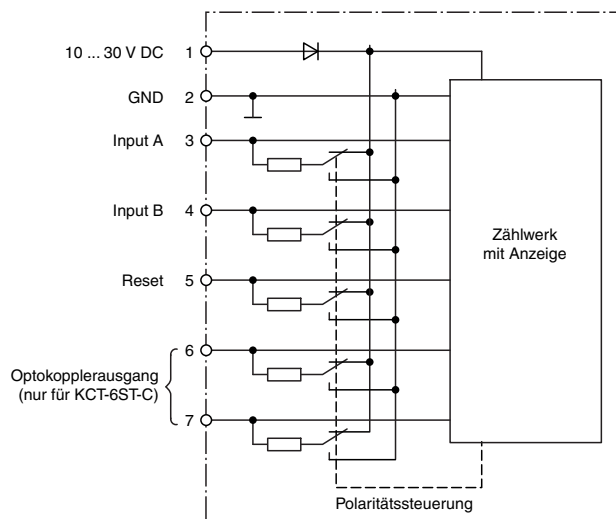 10 ... 30 V DC 1
GND 2
Input A 3
Input B 4
Reset 5
6
Optokopplerausgang
(nur für KCT-6ST-C)
7
Zählwerk
mit Anzeige
Polaritätssteuerung